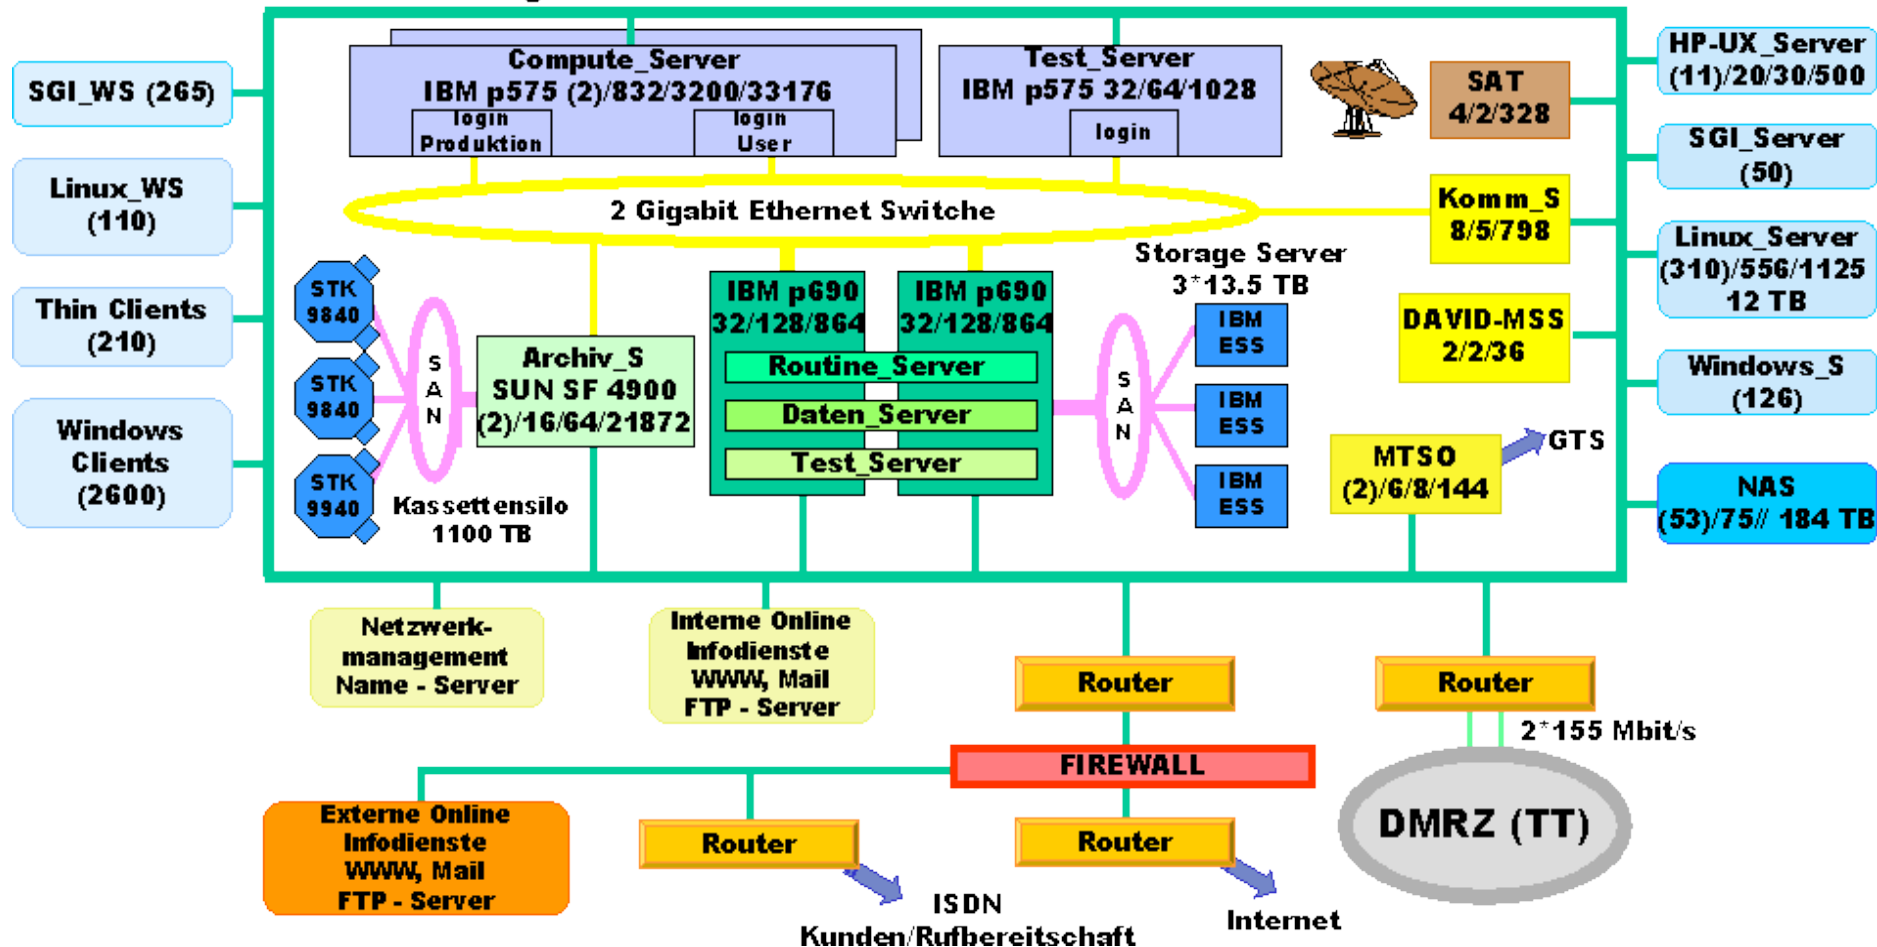 Compute_Server
IBM p575 (2)/832/3200/33176
login
Produktion
login
User
Test_Server
IBM p575 32/64/1028
login
SAT
4/2/328
HP-UX_Server
(11)/20/30/500
SGI_WS (265)
SGI_Server
(50)
Linux_WS
(110)
2 Gigabit Ethernet Switche
Komm_S
8/5/798
Linux_Server
(310)/556/1125
12 TB
Storage Server
3*13.5 TB
Thin Clients
(210)
STK
9840
STK
9840
STK
9940
SAN
Kassettensilo
1100 TB
Archiv_S
SUN SF 4900
(2)/16/64/21872
IBM p690
32/128/864
IBM p690
32/128/864
Routine_Server
Daten_Server
Test_Server
SAN
IBM
ESS
IBM
ESS
IBM
ESS
DAVID-MSS
2/2/36
Windows_S
(126)
Windows
Clients
(2600)
MTSO
(2)/6/8/144
GTS
NAS
(53)/75// 184 TB
Netzwerk-
management
Name - Server
Interne Online
Infodienste
WWW, Mail
FTP - Server
Router
Router
2*155 Mbit/s
FIREWALL
DMRZ (TT)
Externe Online
Infodienste
WWW, Mail
FTP - Server
Router
Router
ISDN
Kunden/Rufbereitschaft
Internet